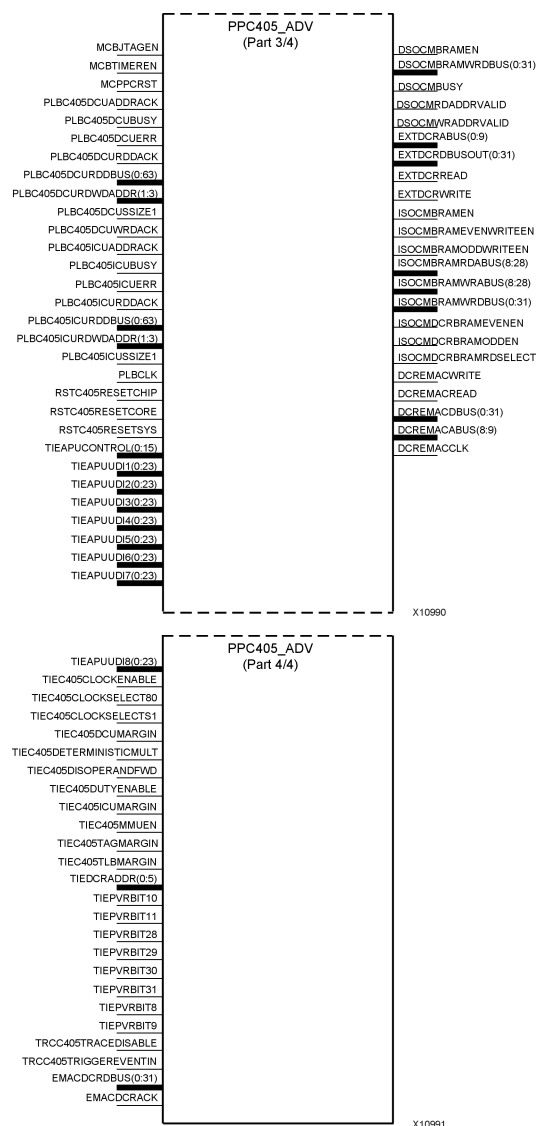 PPC405_ADV
(Part 3/4)
MCBJTAGEN
MCBTIMEREN
MCPPCRST
PLBC405DCUADDRACK
PLBC405DCUBUSY
PLBC405DCUERR
PLBC405DCURDDACK
PLBC405DCURDDBUS(0:63)
PLBC405DCURDWDADDR(1:3)
PLBC405DCUSSIZE1
PLBC405DCUWRDACK
PLBC405ICUADDRACK
PLBC405ICUBUSY
PLBC405ICUERR
PLBC405ICURDDACK
PLBC405ICURDDBUS(0:63)
PLBC405ICURDWDADDR(1:3)
PLBC405ICUSSIZE1
PLBCLK
RSTC405RESETCHIP
RSTC405RESETCORE
RSTC405RESETSYS
TIEAPUCONTROL(0:15)
TIEAPUUDI1(0:23)
TIEAPUUDI2(0:23)
TIEAPUUDI3(0:23)
TIEAPUUDI4(0:23)
TIEAPUUDI5(0:23)
TIEAPUUDI6(0:23)
TIEAPUUDI7(0:23)
DSOCMBRAMEN
DSOCMBRAMWRDBUS(0:31)
DSOCMBUSY
DSOCMRDADDRVALID
DSOCMWRADDRVALID
EXTDCRABUS(0:9)
EXTDCRDBUSOUT(0:31)
EXTDCRREAD
EXTDCRWRITE
ISOCMBRAMEN
ISOCMBRAMEVENWRITEEN
ISOCMBRAMODDWRITEEN
ISOCMBRAMRDABUS(8:28)
ISOCMBRAMWRABUS(8:28)
ISOCMBRAMWRDBUS(0:31)
ISOCMDCRBRAMEVENEN
ISOCMDCRBRAMODDEN
ISOCMDCRBRAMRDSELECT
DCREMACWRITE
DCREMACREAD
DCREMACDBUS(0:31)
DCREMACABUS(8:9)
DCREMACCLK
X10990
PPC405_ADV
(Part 4/4)
TIEAPUUDI8(0:23)
TIEC405CLOCKENABLE
TIEC405CLOCKSELECT80
TIEC405CLOCKSELECTS1
TIEC405DCUMARGIN
TIEC405DETERMINISTICMULT
TIEC405DISOPERANDFWD
TIEC405DUTYENABLE
TIEC405ICUMARGIN
TIEC405MMUEN
TIEC405TAGMARGIN
TIEC405TLBMARGIN
TIEDCRADDR(0:5)
TIEPVRBIT10
TIEPVRBIT11
TIEPVRBIT28
TIEPVRBIT29
TIEPVRBIT30
TIEPVRBIT31
TIEPVRBIT8
TIEPVRBIT9
TRCC405TRACEDISABLE
TRCC405TRIGGEREVENTIN
EMACDCRDBUS(0:31)
EMACDCRACK
X10991